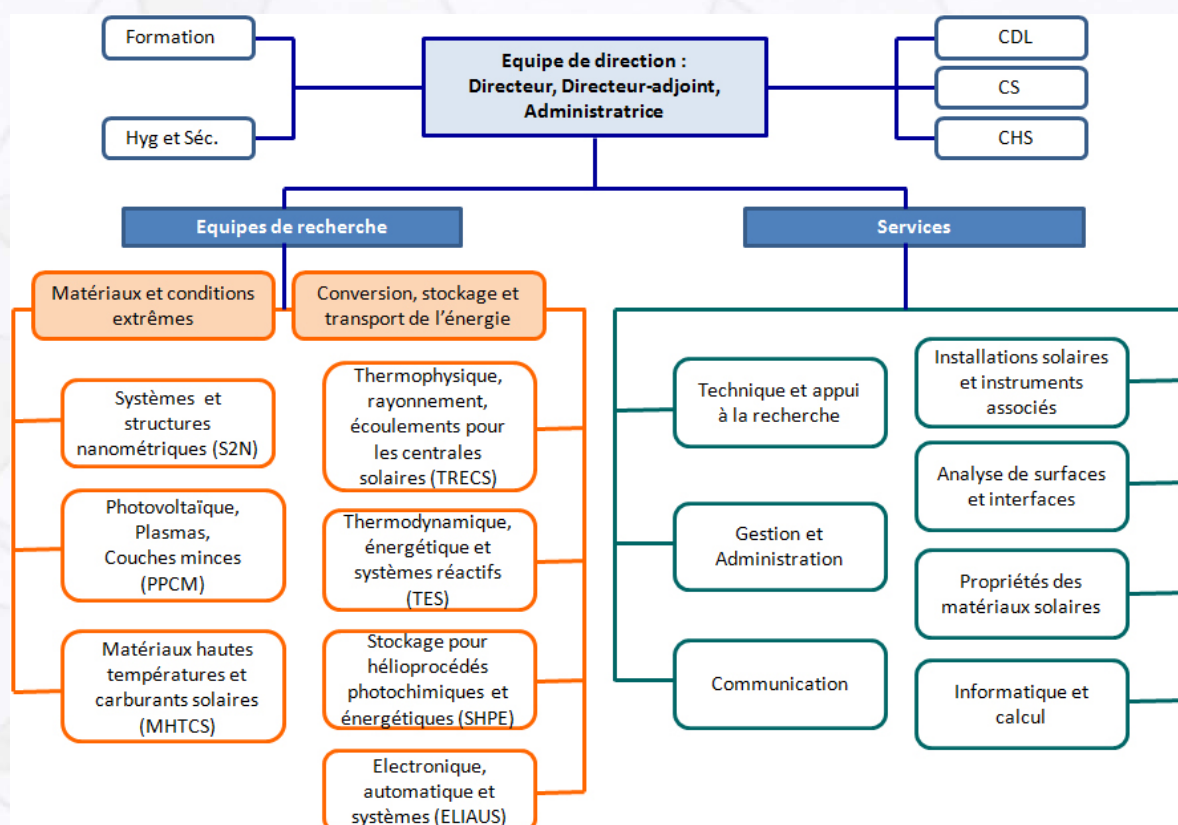 Formation
Hyg et Séc.
Equipe de direction :
Directeur, Directeur-adjoint,
Administratrice
CDL
CS
CHS
Equipes de recherche
Services
Matériaux et conditions
extrêmes
Conversion, stockage et
transport de l’énergie
Systèmes et
structures
nanométriques (S2N)
Photovoltaïque,
Plasmas,
Couches minces
(PPCM)
Matériaux hautes
températures et
carburants solaires
(MHTCS)
Thermophysique,
rayonnement,
écoulements pour
les centrales
solaires (TRECS)
Thermodynamique,
énergétique et
systèmes réactifs
(TES)
Stockage pour
hélioprocédés
photochimiques et
énergétiques (SHPE)
Electronique,
automatique et
systèmes (ELIAUS)
Technique et appui
à la recherche
Gestion et
Administration
Communication
Installations solaires
et instruments
associés
Analyse de surfaces
et interfaces
Propriétés des
matériaux solaires
Informatique et
calcul